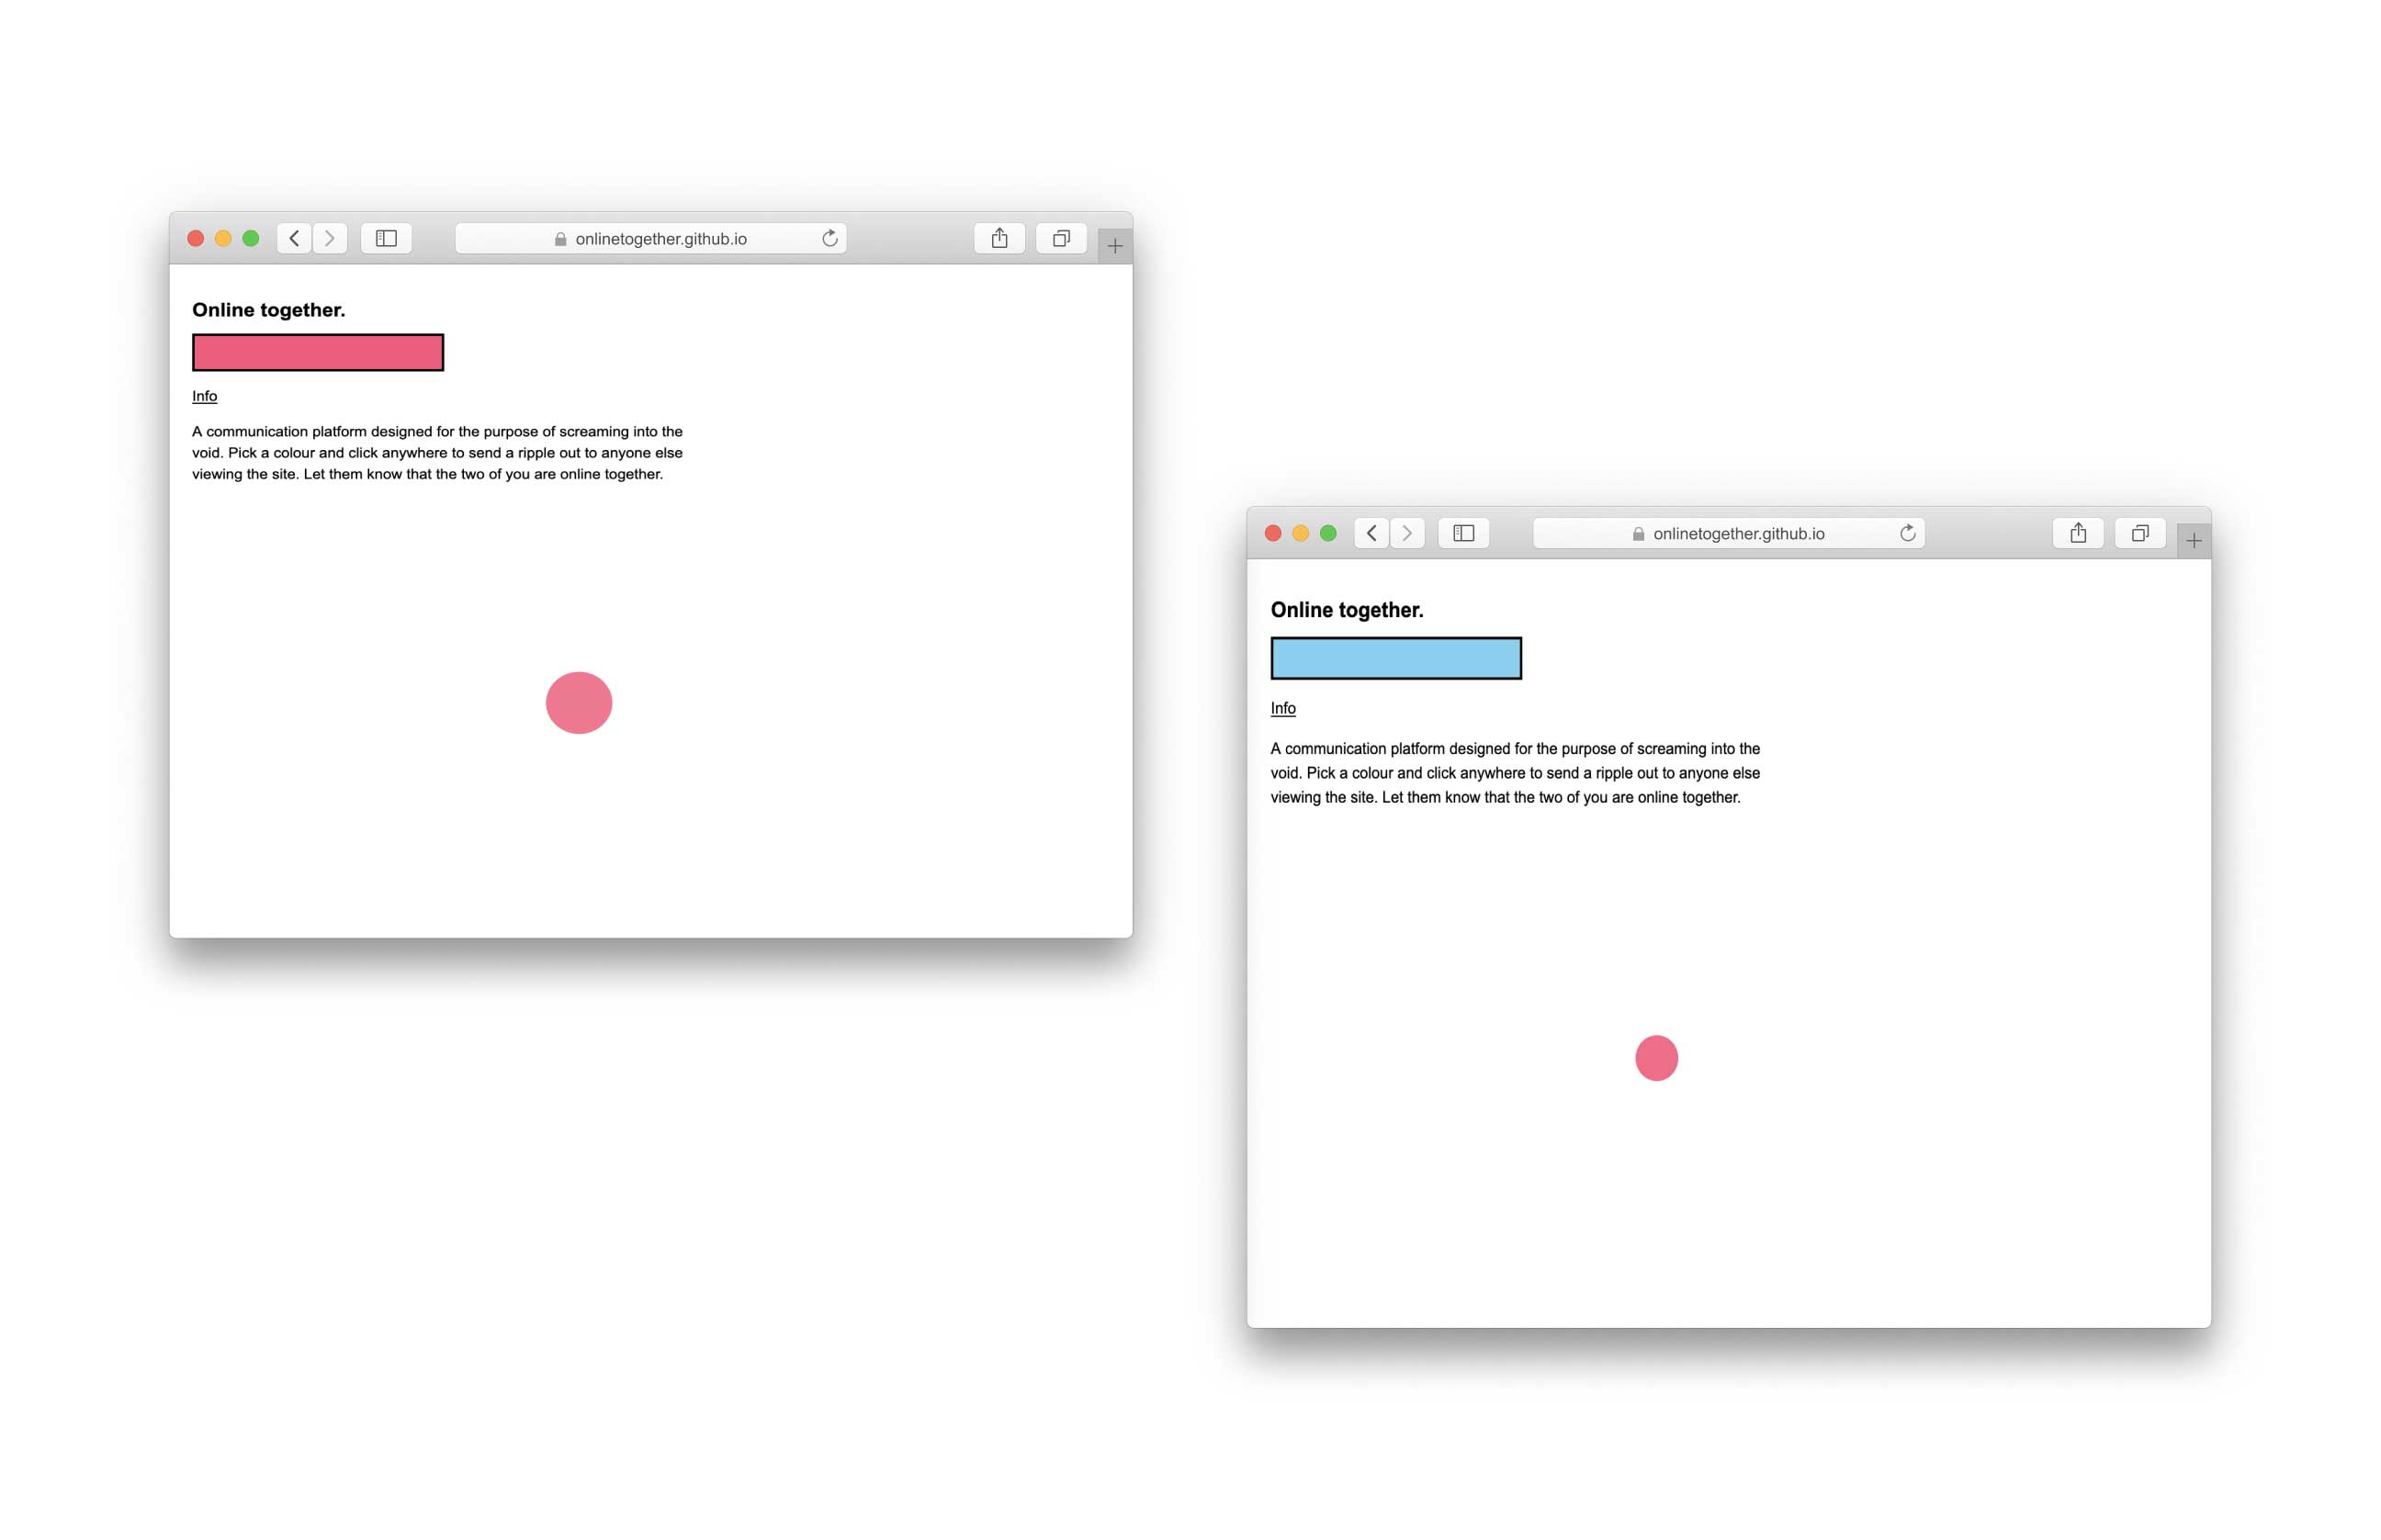 onlinetogether.github.io
Online together.
Info
A communication platform designed for the purpose of screaming into the
void. Pick a colour and click anywhere to send a ripple out to anyone else
viewing the site. Let them know that the two of you are online together.
onlinetogether.github.io
Online together.
Info
A communication platform designed for the purpose of screaming into the
void. Pick a colour and click anywhere to send a ripple out to anyone else
viewing the site. Let them know that the two of you are online together.